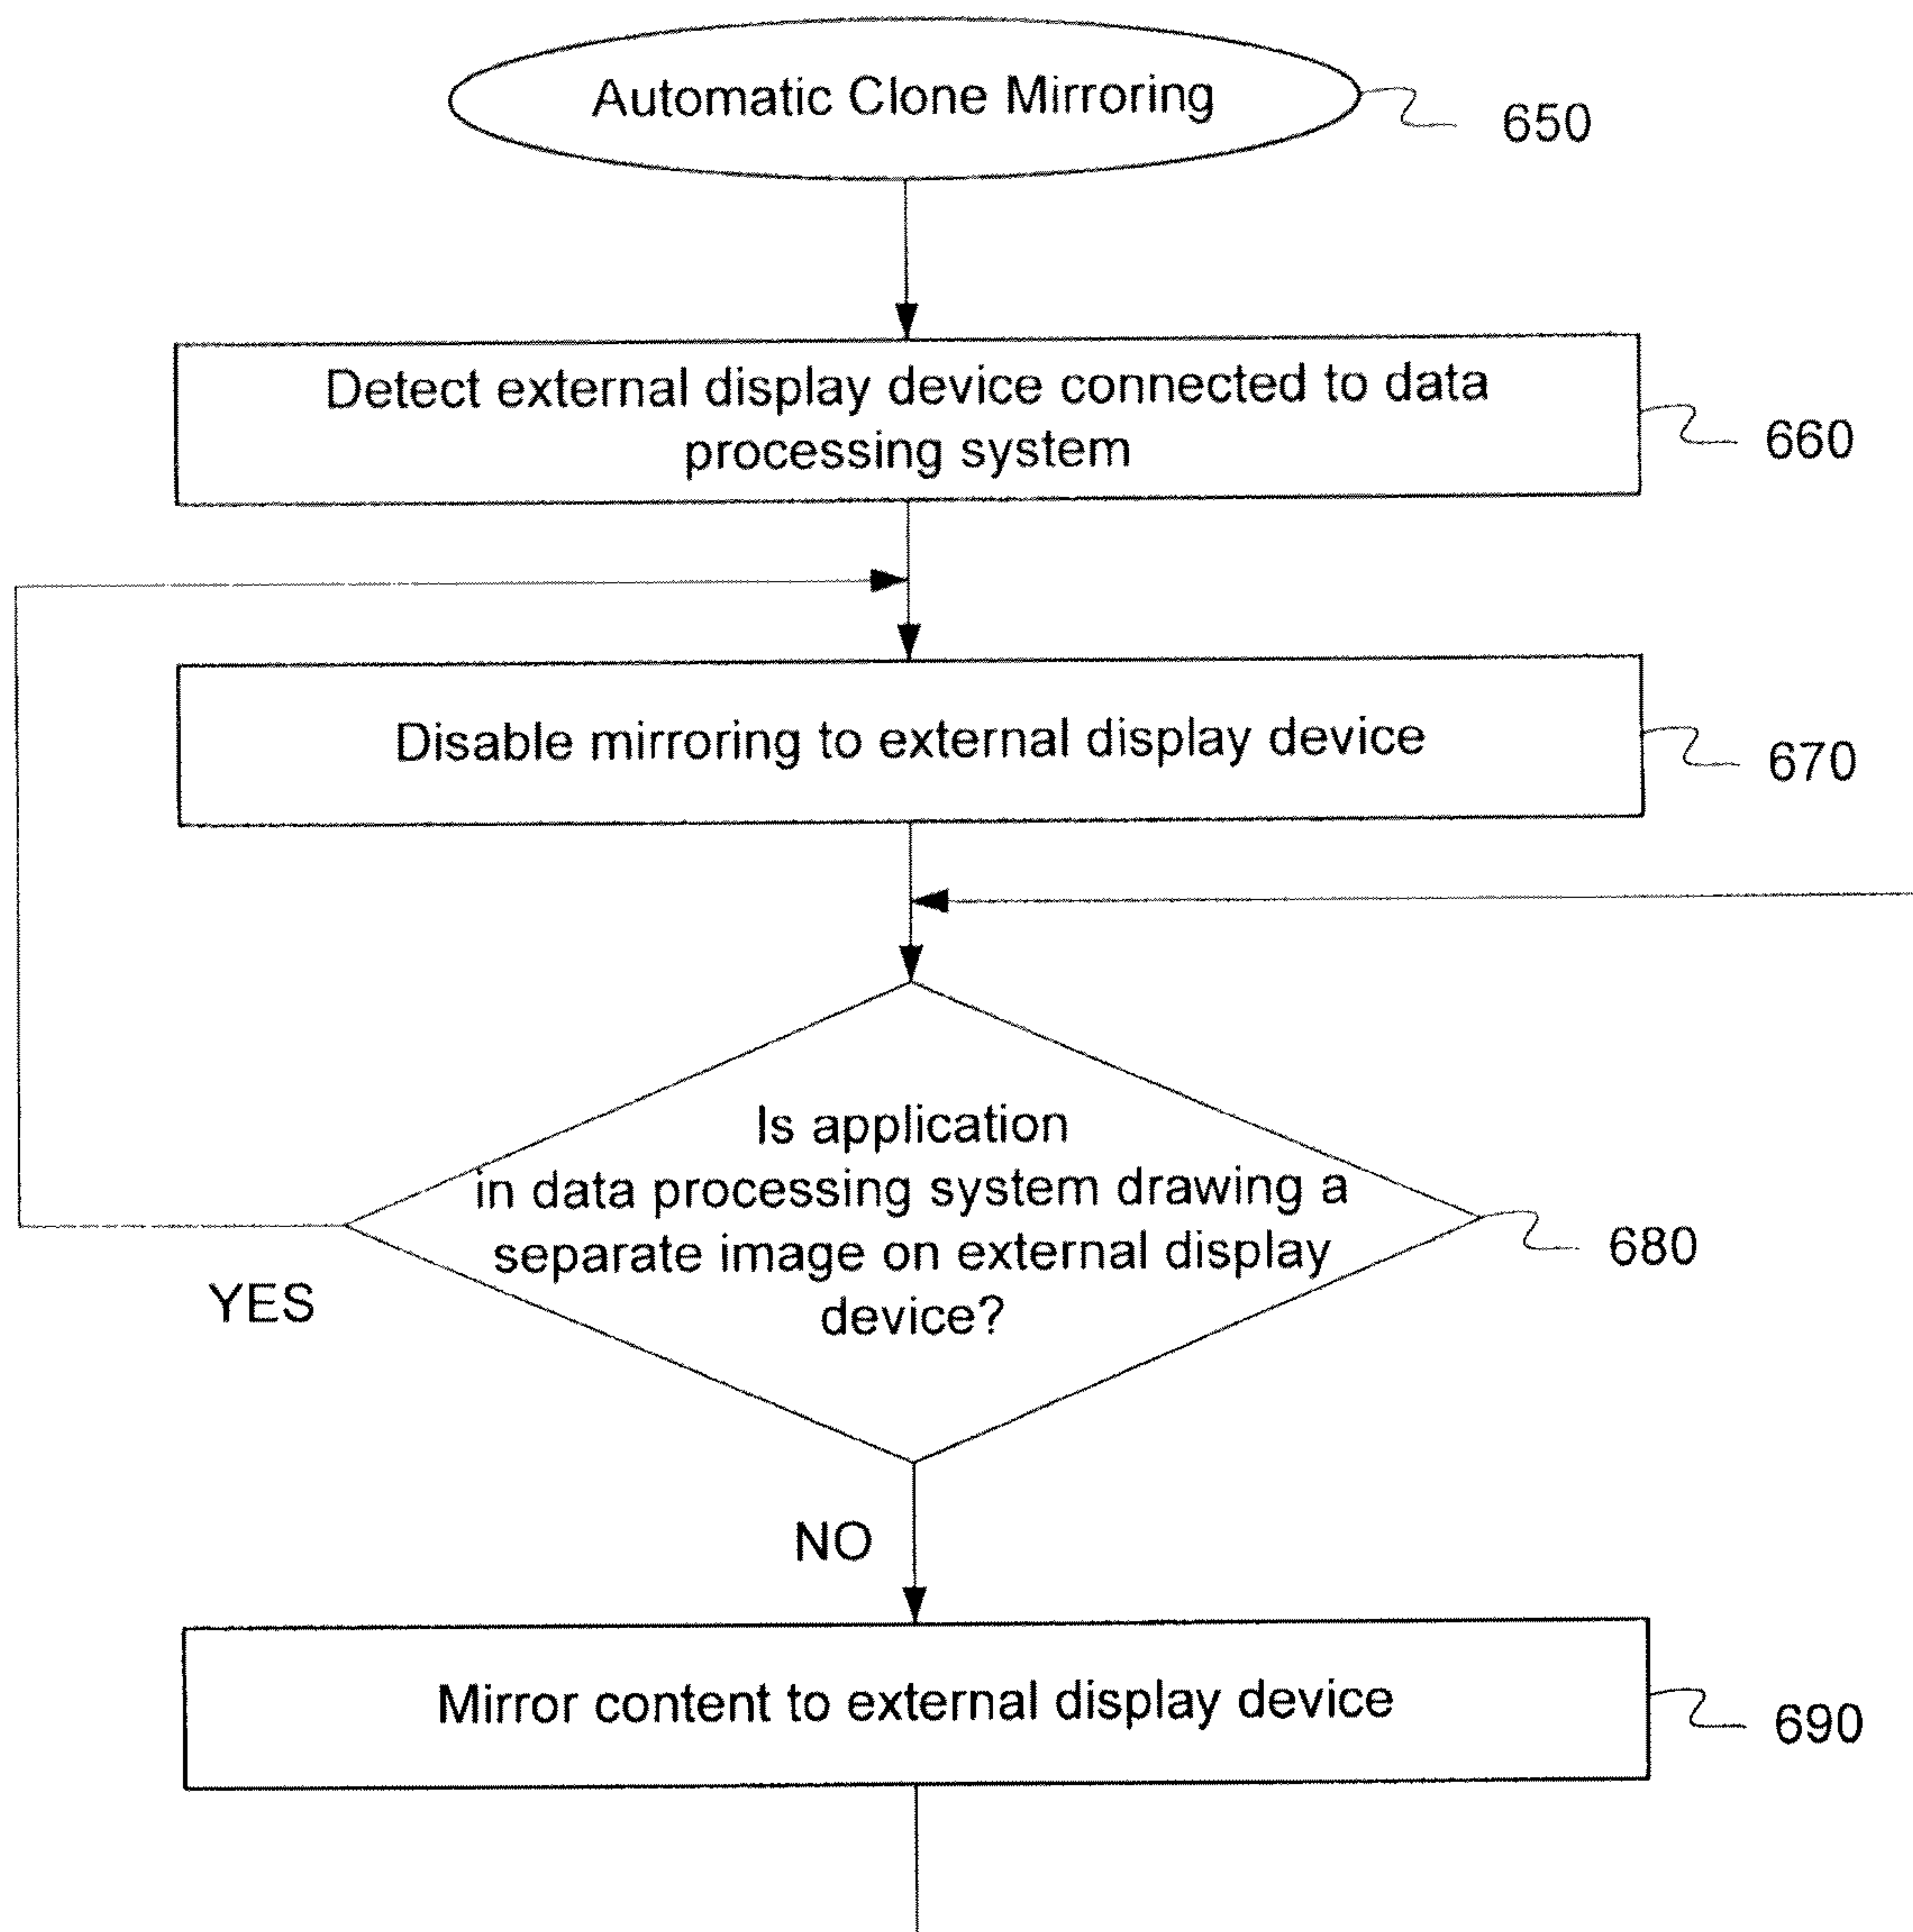 Automatic Clone Mirroring
650
Detect external display device connected to data
processing system
660
Disable mirroring to external display device
670
Is application
in data processing system drawing a
separate image on external display
device?
680
YES
NO
Mirror content to external display device
690